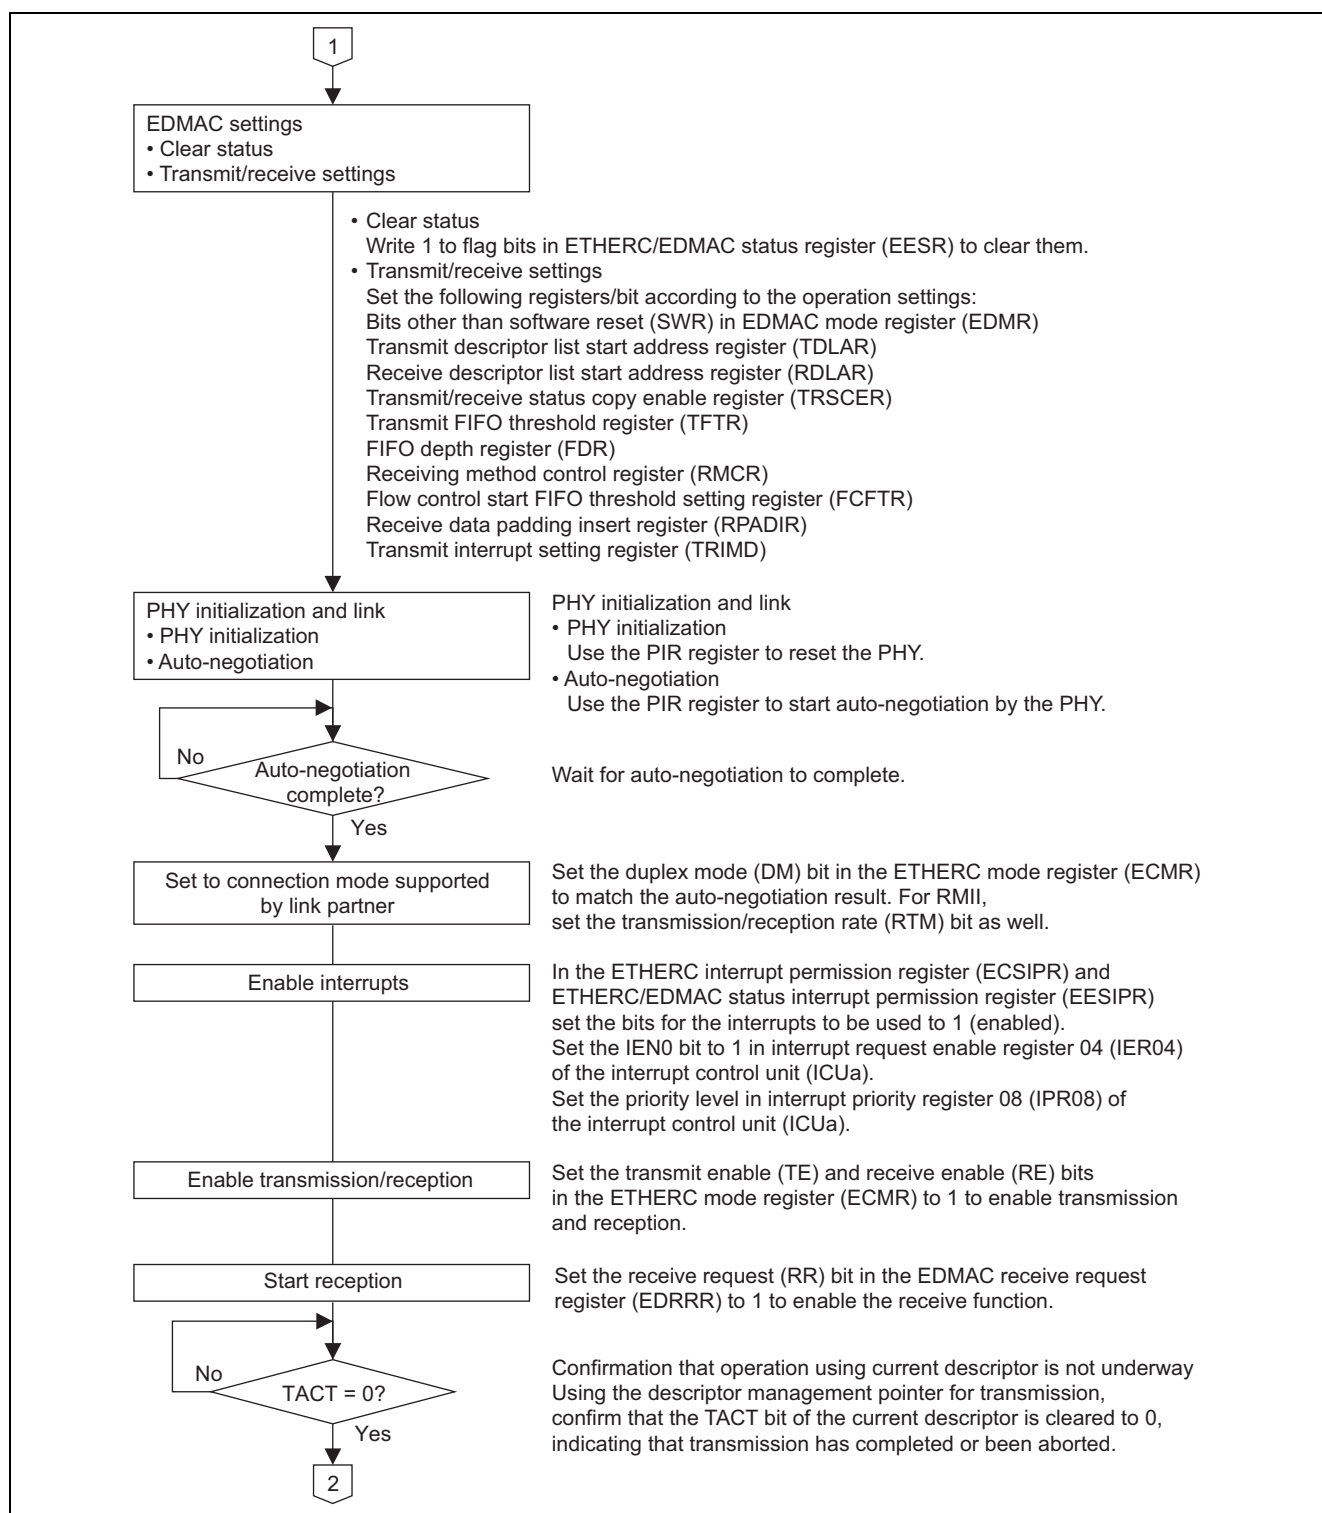 1
EDMAC settings
• Clear status
• Transmit/receive settings
• Clear status
Write 1 to flag bits in ETHERC/EDMAC status register (EESR) to clear them.
• Transmit/receive settings
Set the following registers/bit according to the operation settings:
Bits other than software reset (SWR) in EDMAC mode register (EDMR)
Transmit descriptor list start address register (TDLAR)
Receive descriptor list start address register (RDLAR)
Transmit/receive status copy enable register (TRSCER)
Transmit FIFO threshold register (TFTR)
FIFO depth register (FDR)
Receiving method control register (RMCR)
Flow control start FIFO threshold setting register (FCFTR)
Receive data padding insert register (RPADIR)
Transmit interrupt setting register (TRIMD)
PHY initialization and link
• PHY initialization
• Auto-negotiation
PHY initialization and link
• PHY initialization
Use the PIR register to reset the PHY.
• Auto-negotiation
Use the PIR register to start auto-negotiation by the PHY.
No
Auto-negotiation
complete?
Wait for auto-negotiation to complete.
Yes
Set to connection mode supported
by link partner
Set the duplex mode (DM) bit in the ETHERC mode register (ECMR)
to match the auto-negotiation result. For RMII,
set the transmission/reception rate (RTM) bit as well.
Enable interrupts
In the ETHERC interrupt permission register (ECSIPR) and
ETHERC/EDMAC status interrupt permission register (EESIPR)
set the bits for the interrupts to be used to 1 (enabled).
Set the IEN0 bit to 1 in interrupt request enable register 04 (IER04)
of the interrupt control unit (ICUa).
Set the priority level in interrupt priority register 08 (IPR08) of
the interrupt control unit (ICUa).
Enable transmission/reception
Set the transmit enable (TE) and receive enable (RE) bits
in the ETHERC mode register (ECMR) to 1 to enable transmission
and reception.
Start reception
Set the receive request (RR) bit in the EDMAC receive request
register (EDRRR) to 1 to enable the receive function.
No
TACT = 0?
Confirmation that operation using current descriptor is not underway
Using the descriptor management pointer for transmission,
confirm that the TACT bit of the current descriptor is cleared to 0,
indicating that transmission has completed or been aborted.
Yes
2